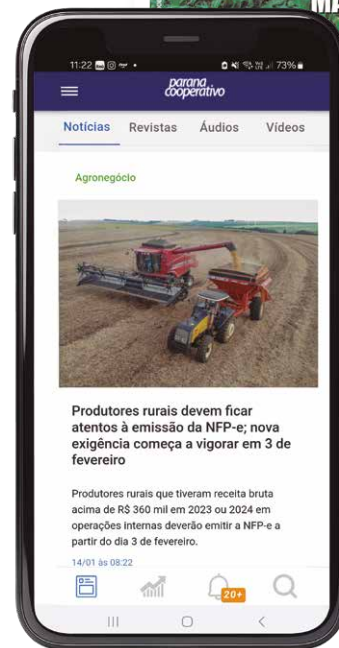 MA
11:22
73%
paraná
cooperativo
Notícias Revistas Áudios Vídeos
Agronegócio
Produtores rurais devem ficar
atentos à emissão da NFP-e; nova
exigência começa a vigorar em 3 de
fevereiro
Produtores rurais que tiveram receita bruta
acima de R$ 360 mil em 2023 ou 2024 em
operações internas deverão emitir a NFP-e a
partir do dia 3 de fevereiro.
14/01 às 08:22
20+